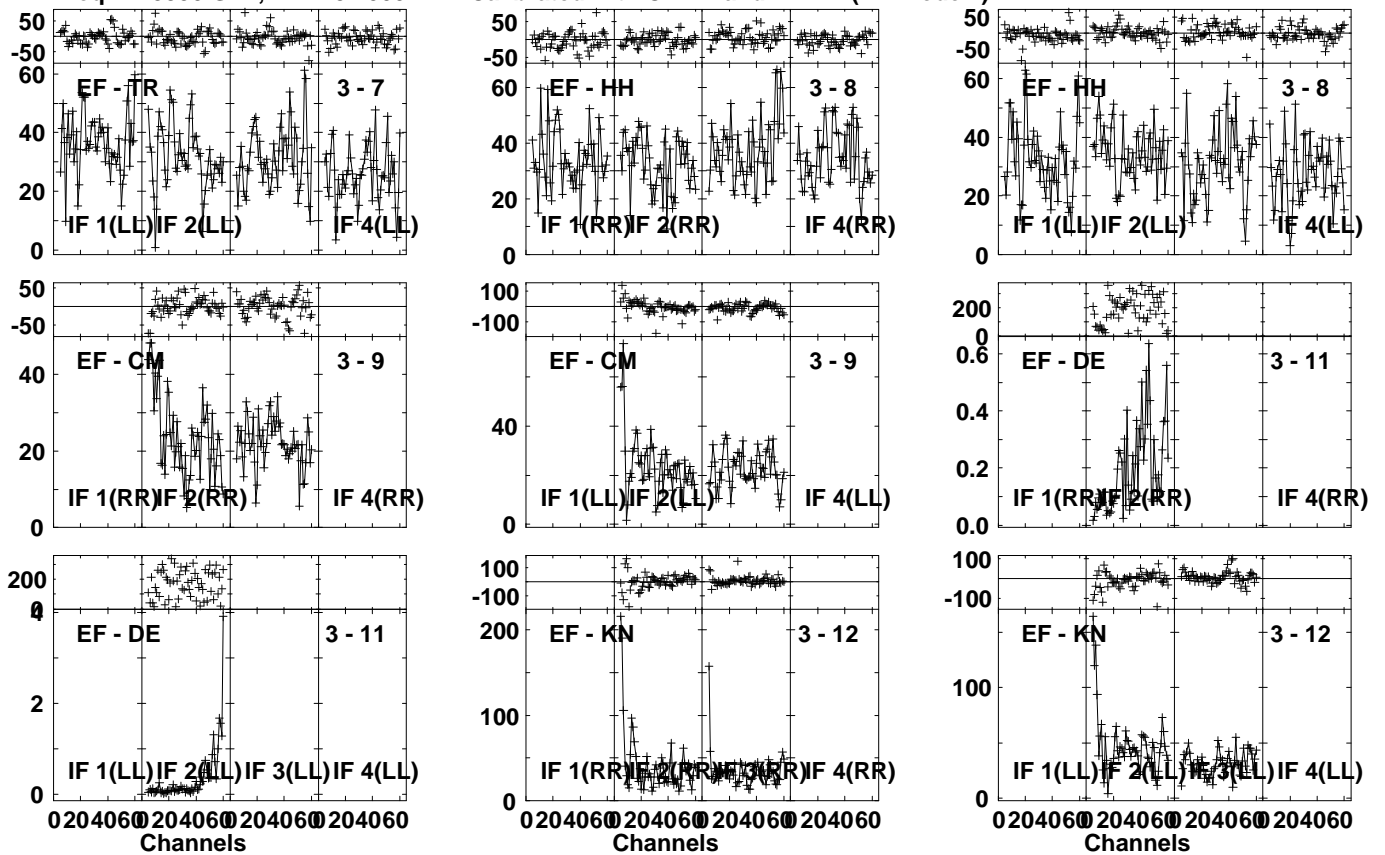 50
-50
60
40
20
0
EF - TR 3 - 7
IF 1(LL) IF 2(LL) IF 4(LL)
50
-50
60
40
20
0
EF - HH 3 - 8
IF 1(RR) IF 2(RR) IF 4(RR)
50
-50
60
40
20
0
EF - HH 3 - 8
IF 1(LL) IF 2(LL) IF 4(LL)
50
-50
40
20
0
EF - CM 3 - 9
IF 1(RR) IF 2(RR) IF 4(RR)
100
-100
40
0
EF - CM 3 - 9
IF 1(LL) IF 2(LL) IF 4(LL)
200
0
0.6
0.4
0.2
0.0
EF - DE 3 - 11
IF 1(RR) IF 2(RR) IF 4(RR)
200
0
4
2
0
EF - DE 3 - 11
IF 1(LL) IF 2(LL) IF 3(LL) IF 4(LL)
0 20 40 60 0 20 40 60 0 20 40 60 0 20 40 60
Channels
100
-100
200
100
0
EF - KN 3 - 12
IF 1(RR) IF 2(RR) IF 3(RR) IF 4(RR)
0 20 40 60 0 20 40 60 0 20 40 60 0 20 40 60
Channels
100
-100
100
0
EF - KN 3 - 12
IF 1(LL) IF 2(LL) IF 3(LL) IF 4(LL)
0 20 40 60 0 20 40 60 0 20 40 60 0 20 40 60
Channels